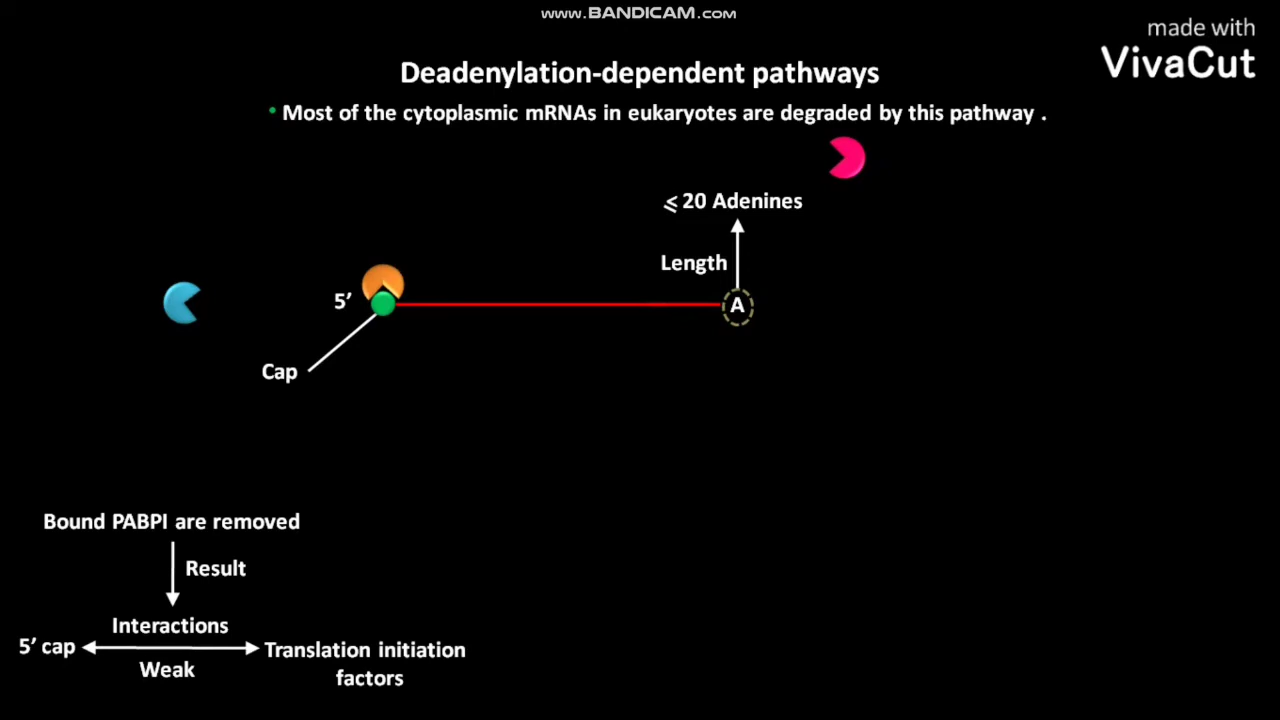 www.BANDICAM.com
made with
VivaCut
Deadenylation-dependent pathways
• Most of the cytoplasmic mRNAs in eukaryotes are degraded by this pathway .
⩽ 20 Adenines
Length
5’
A
Cap
Bound PABPI are removed
Result
Interactions
5’ cap
Weak
Translation initiation
factors